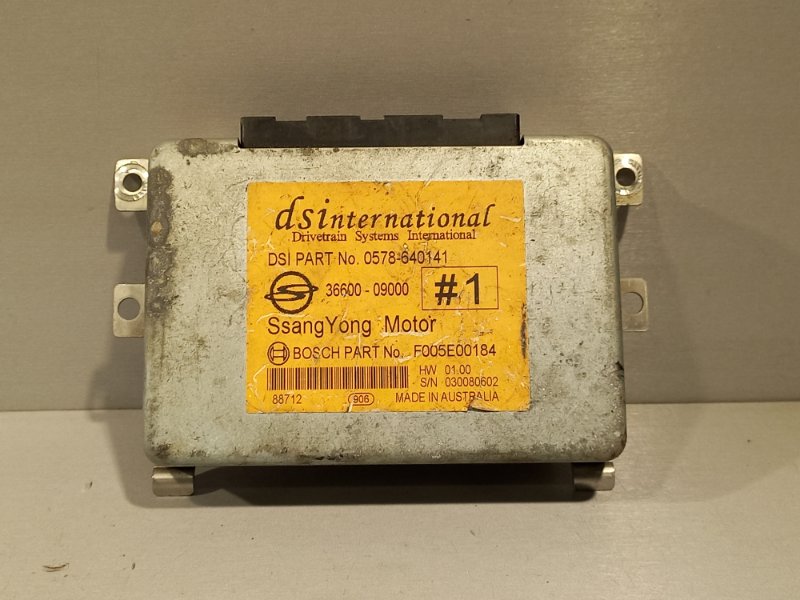 dsinternational
Drivetrain Systems International
DSI PART No. 0578-640141
36600 - 09000 #1
SsangYong Motor
BOSCH PART No. F005E00184
HW 01.00
S/N 030080602
88712 906 MADE IN AUSTRALIA